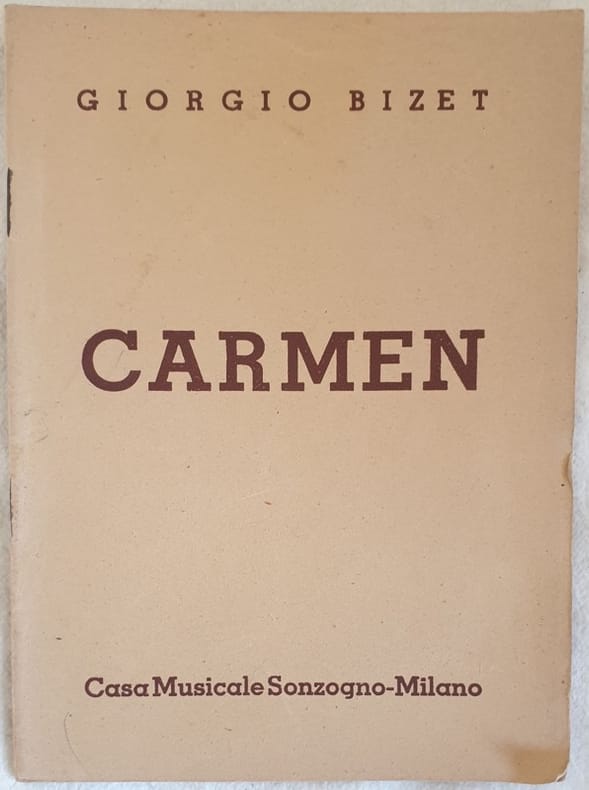 GIORGIO BIZET
CARMEN
Casa Musicale Sonzogno-Milano